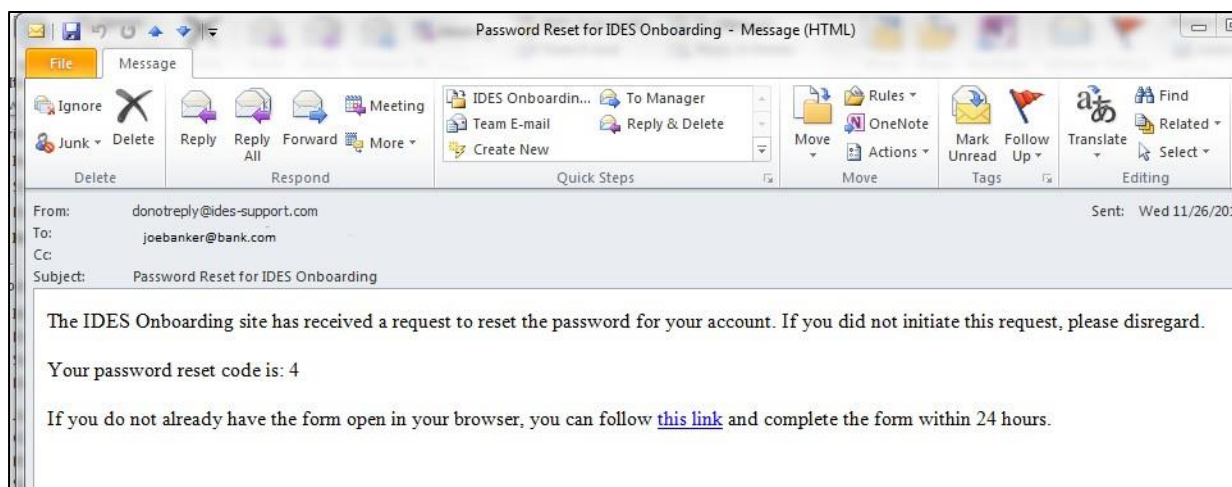 Password Reset for IDES Onboarding - Message (HTML)
File Message
Ignore
Junk
Delete
Reply
Reply All
Forward
Meeting
More
IDES Onboardin... To Manager
Team E-mail Reply & Delete
Create New
Move
Rules
OneNote
Actions
Mark Unread
Follow Up
Translate
Find
Related
Select
Delete Respond Quick Steps Move Tags Editing
From: donotreply@ides-support.com Sent: Wed 11/26/201
To: joebanker@bank.com
Cc:
Subject: Password Reset for IDES Onboarding
The IDES Onboarding site has received a request to reset the password for your account. If you did not initiate this request, please disregard.
Your password reset code is: 4
If you do not already have the form open in your browser, you can follow this link and complete the form within 24 hours.